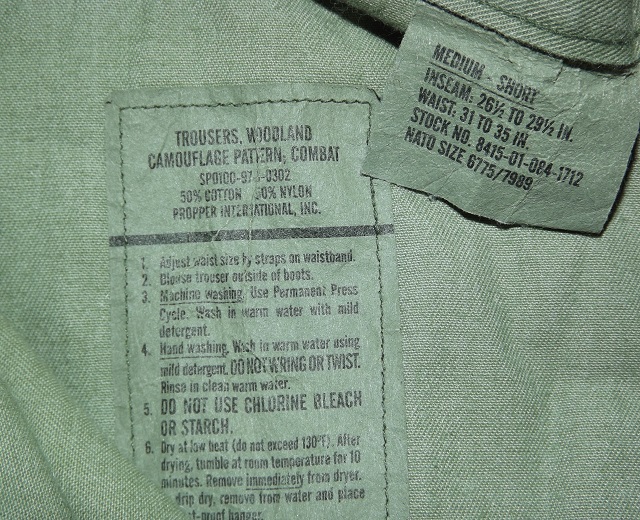 MEDIUM - SHORT
INSEAM: 26½ TO 29½ IN.
WAIST: 31 TO 35 IN.
STOCK NO. 8415-01-084-1712
NATO SIZE 6775/7989
TROUSERS, WOODLAND
CAMOUFLAGE PATTERN, COMBAT
50% COTTON 50% NYLON
PROPPER INTERNATIONAL, INC.
1. Adjust waist size by straps on waistband.
2. Blouse trouser outside of boots.
3. Machine washing. Use Permanent Press
Cycle. Wash in warm water with mild
detergent.
4. Hand washing. Wash in warm water using
mild detergent. DO NOT WRING OR TWIST.
Rinse in clean warm water.
5. DO NOT USE CHLORINE BLEACH
OR STARCH.
6. Dry at low heat (do not exceed 130°F). After
drying, tumble at room temperature for 10
minutes. Remove immediately from dryer.
drip dry, remove from water and place
t-proof hanger.